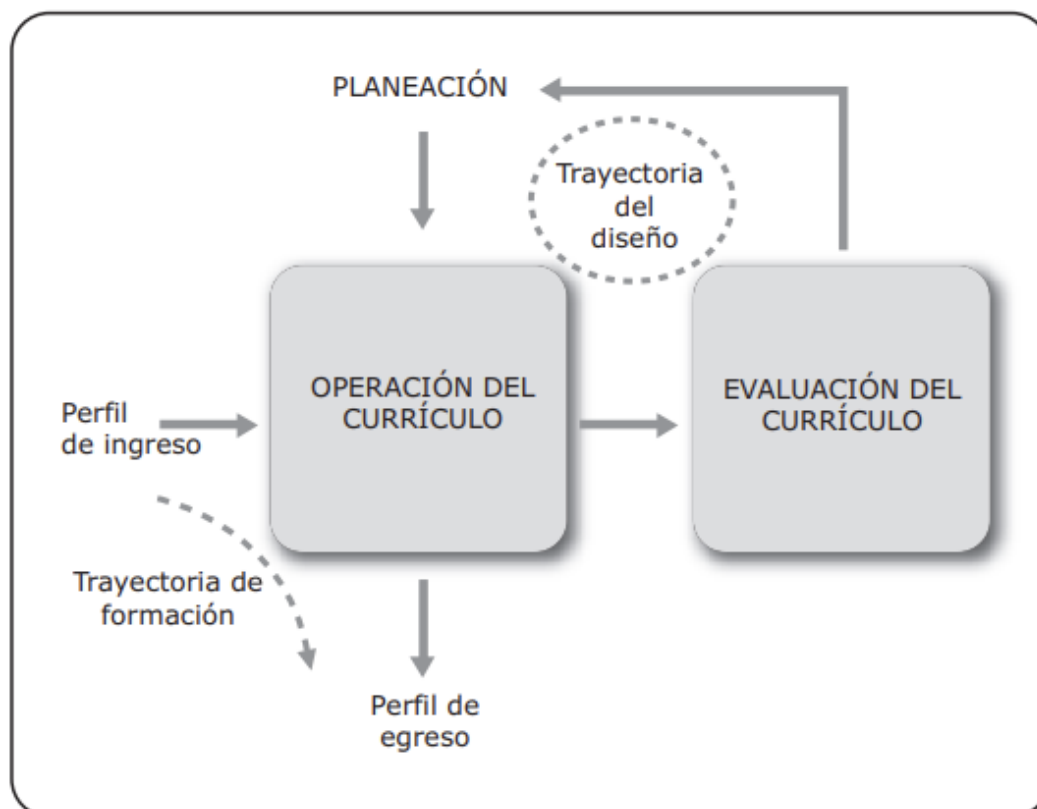 PLANEACIÓN
Trayectoria
del
diseño
OPERACIÓN DEL
CURRÍCULO
EVALUACIÓN DEL
CURRÍCULO
Perfil
de ingreso
Trayectoria de
formación
Perfil de
egreso